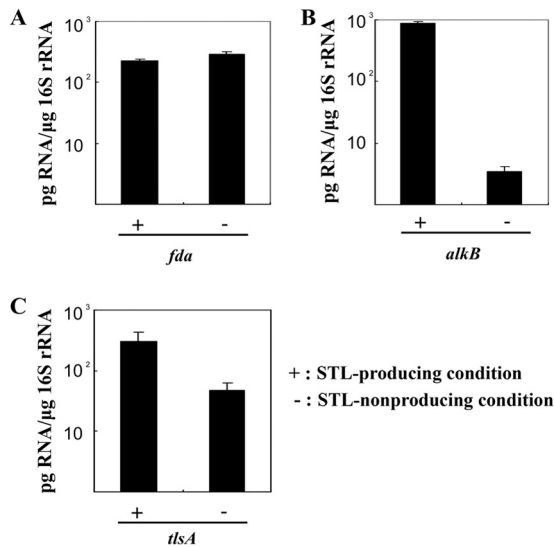 A
pg RNA/μg 16S rRNA
10³
10²
10
+ -
fda
B
pg RNA/μg 16S rRNA
10³
10²
10
+ -
alkB
C
pg RNA/μg 16S rRNA
10³
10²
10
+ -
tlsA
+ : STL-producing condition
- : STL-nonproducing condition